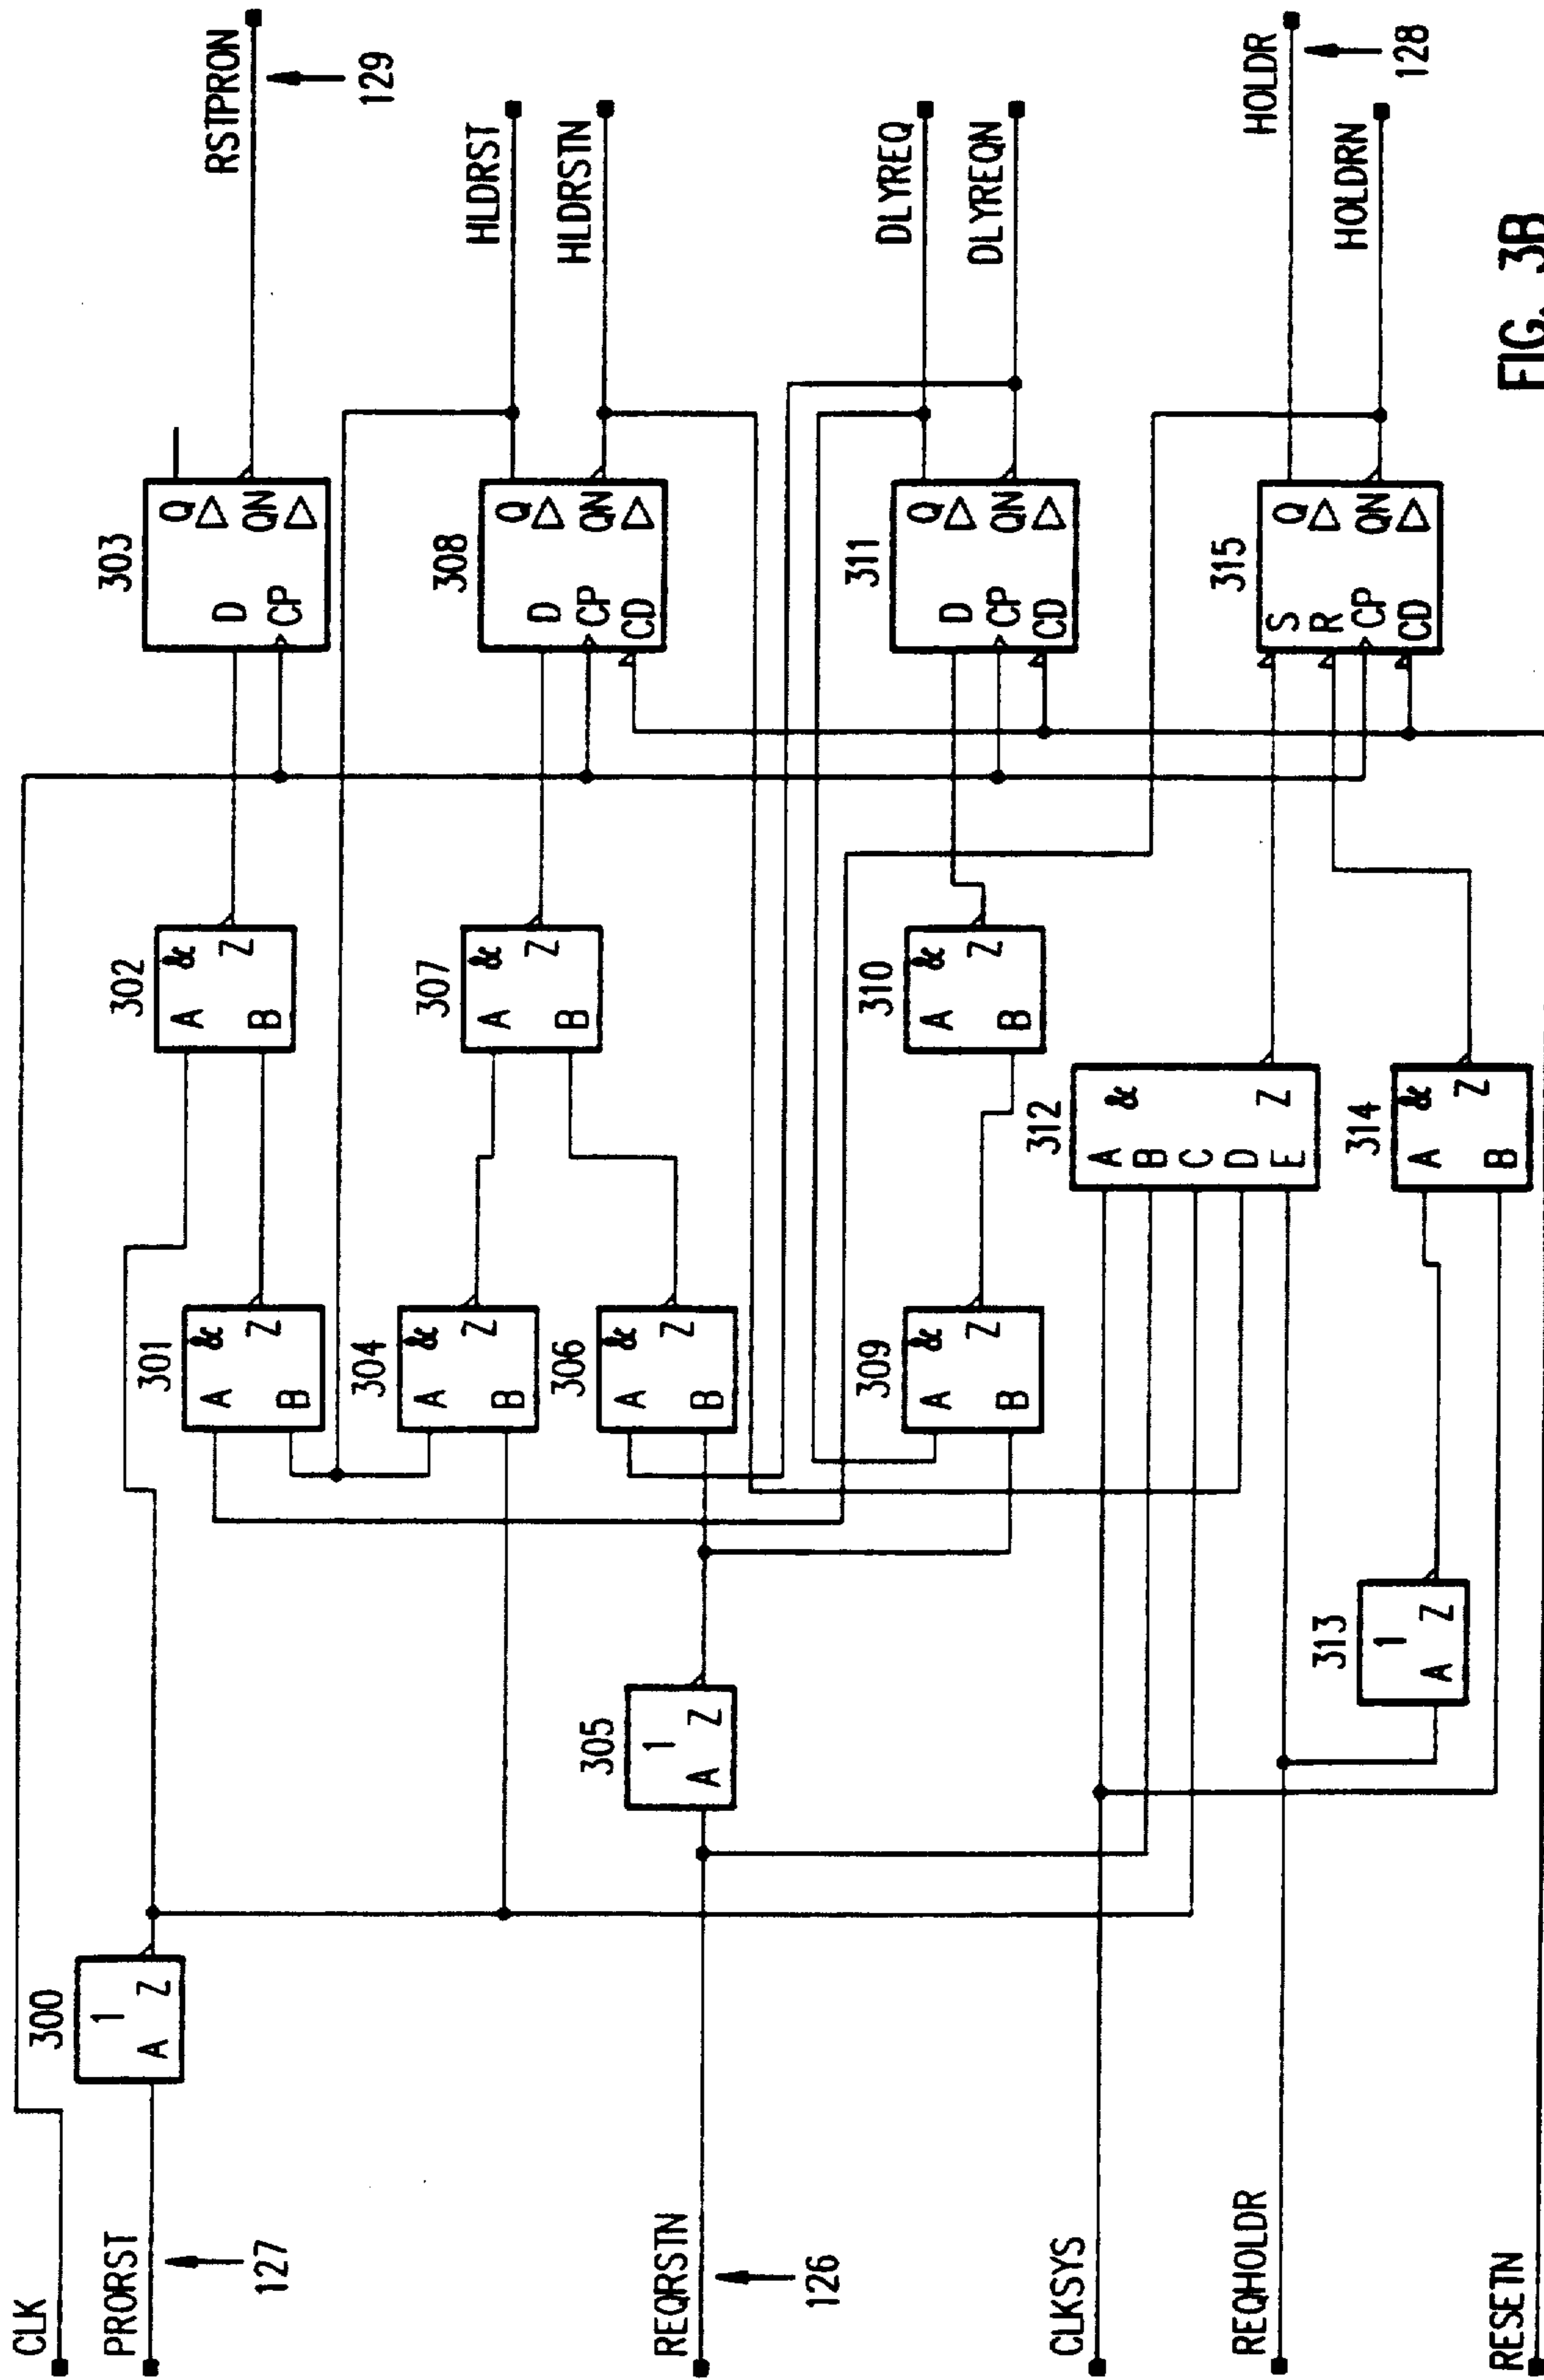 CLK
PRORST
127
REQRSTN
126
CLKSYS
REQHOLDR
RESETN
300
1
A Z
305
1
A Z
313
1
A Z
301
A &
B Z
304
A &
B Z
306
A &
B Z
309
A &
B Z
302
A &
B Z
307
A &
B Z
310
A &
B Z
312
A &
B
C
D
E Z
314
A &
B Z
303
Q
D
QN
CP
308
Q
D
QN
CP
CD
311
Q
D
QN
CP
CD
315
S
Q
R
QN
CP
CD
RSTPRON
129
HLDRST
HLDRSTN
DLYREQ
DLYREQN
HOLDR
128
HOLDRN
FIG. 3B